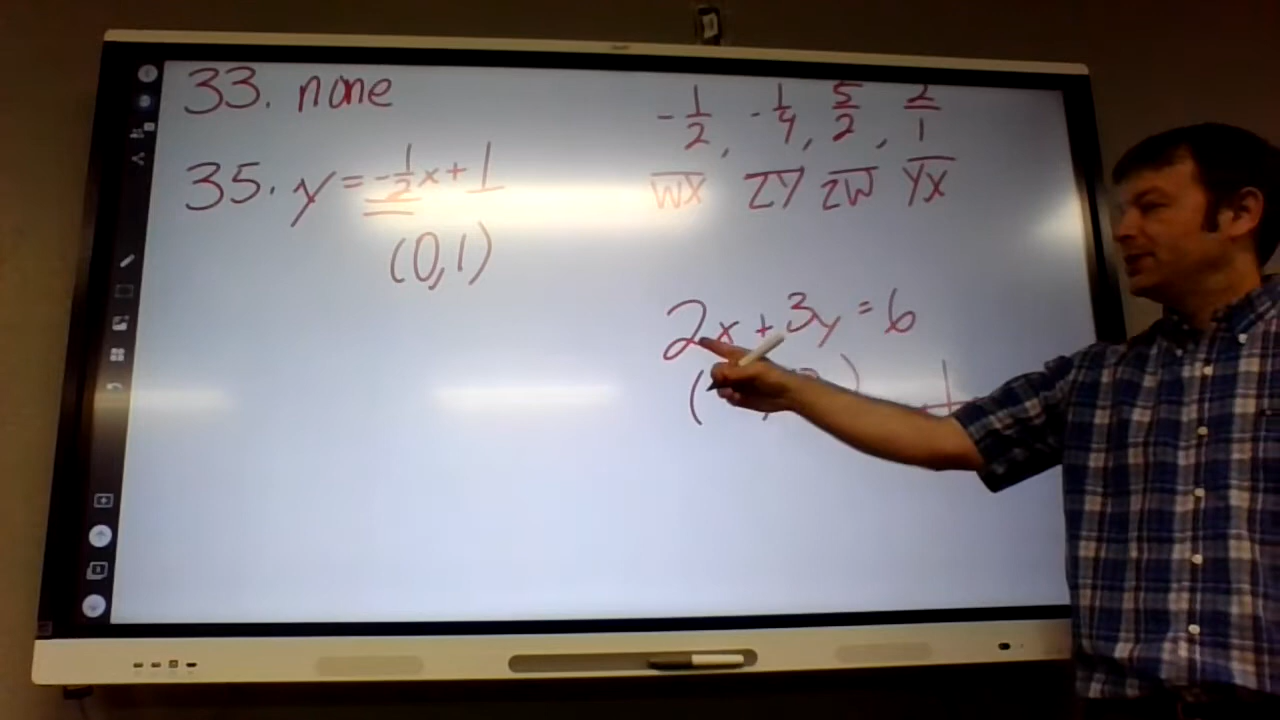 33. none
35. y = -1/2 x + 1
(0,1)
-1/2, -1/4, 5/2, 2/1
WX ZY ZW YX
2x + 3y = 6
( )